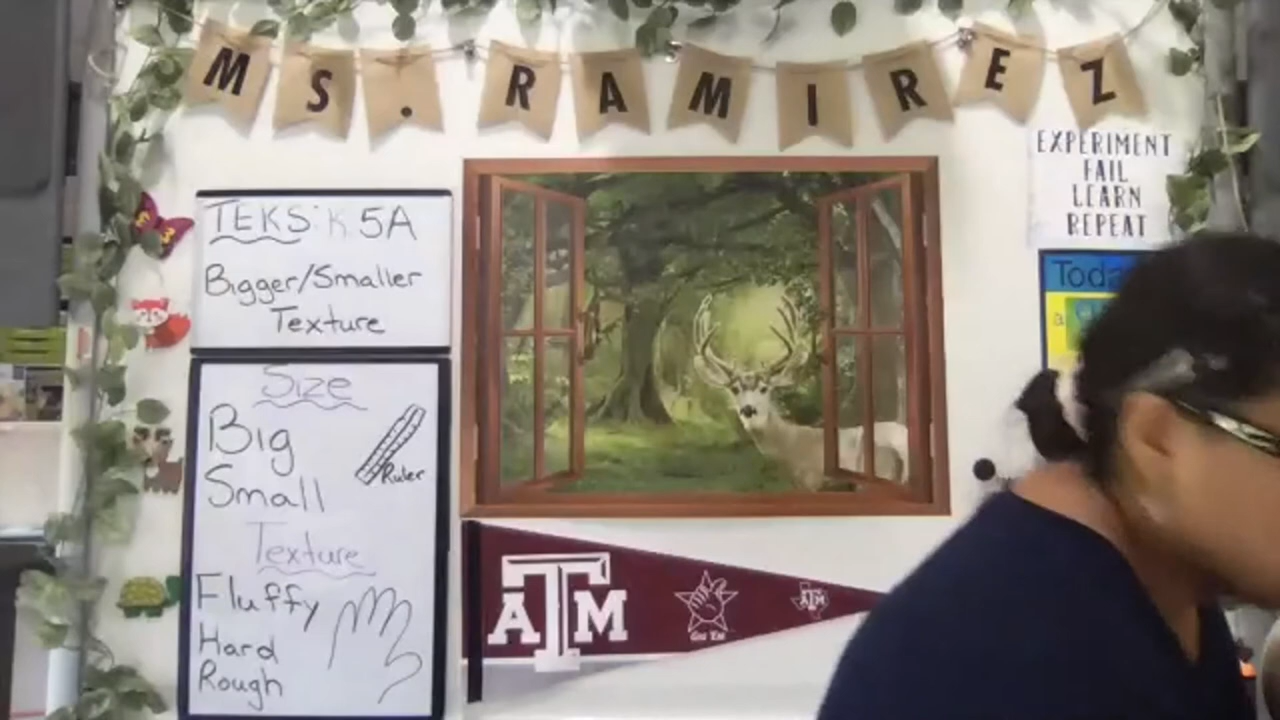 MS. RAMIREZ
EXPERIMENT
FAIL
LEARN
REPEAT
TEKS: K.5A
Bigger/Smaller
Texture
Size
Big
Small
Ruler
Texture
Fluffy
Hard
Rough
ATM
Gig 'Em
ATM